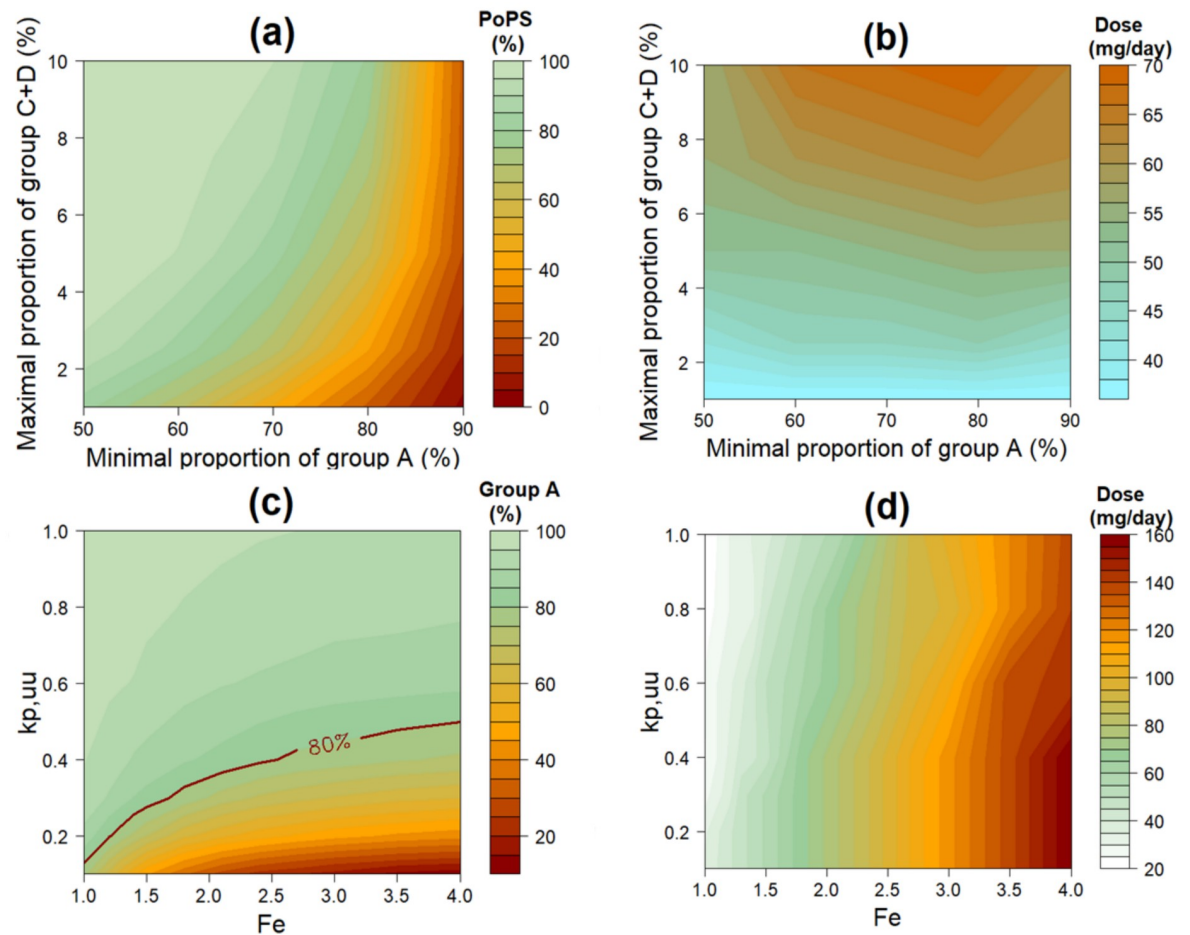 (a)
PoPS
(%)
Maximal proportion of group C+D (%)
10
8
6
4
2
50 60 70 80 90
Minimal proportion of group A (%)
100
80
60
40
20
0
(b)
Dose
(mg/day)
Maximal proportion of group C+D (%)
10
8
6
4
2
50 60 70 80 90
Minimal proportion of group A (%)
70
65
60
55
50
45
40
(c)
Group A
(%)
kp,uu
1.0
0.8
0.6
0.4
0.2
80%
1.0 1.5 2.0 2.5 3.0 3.5 4.0
Fe
100
80
60
40
20
(d)
Dose
(mg/day)
kp,uu
1.0
0.8
0.6
0.4
0.2
1.0 1.5 2.0 2.5 3.0 3.5 4.0
Fe
160
140
120
100
80
60
40
20